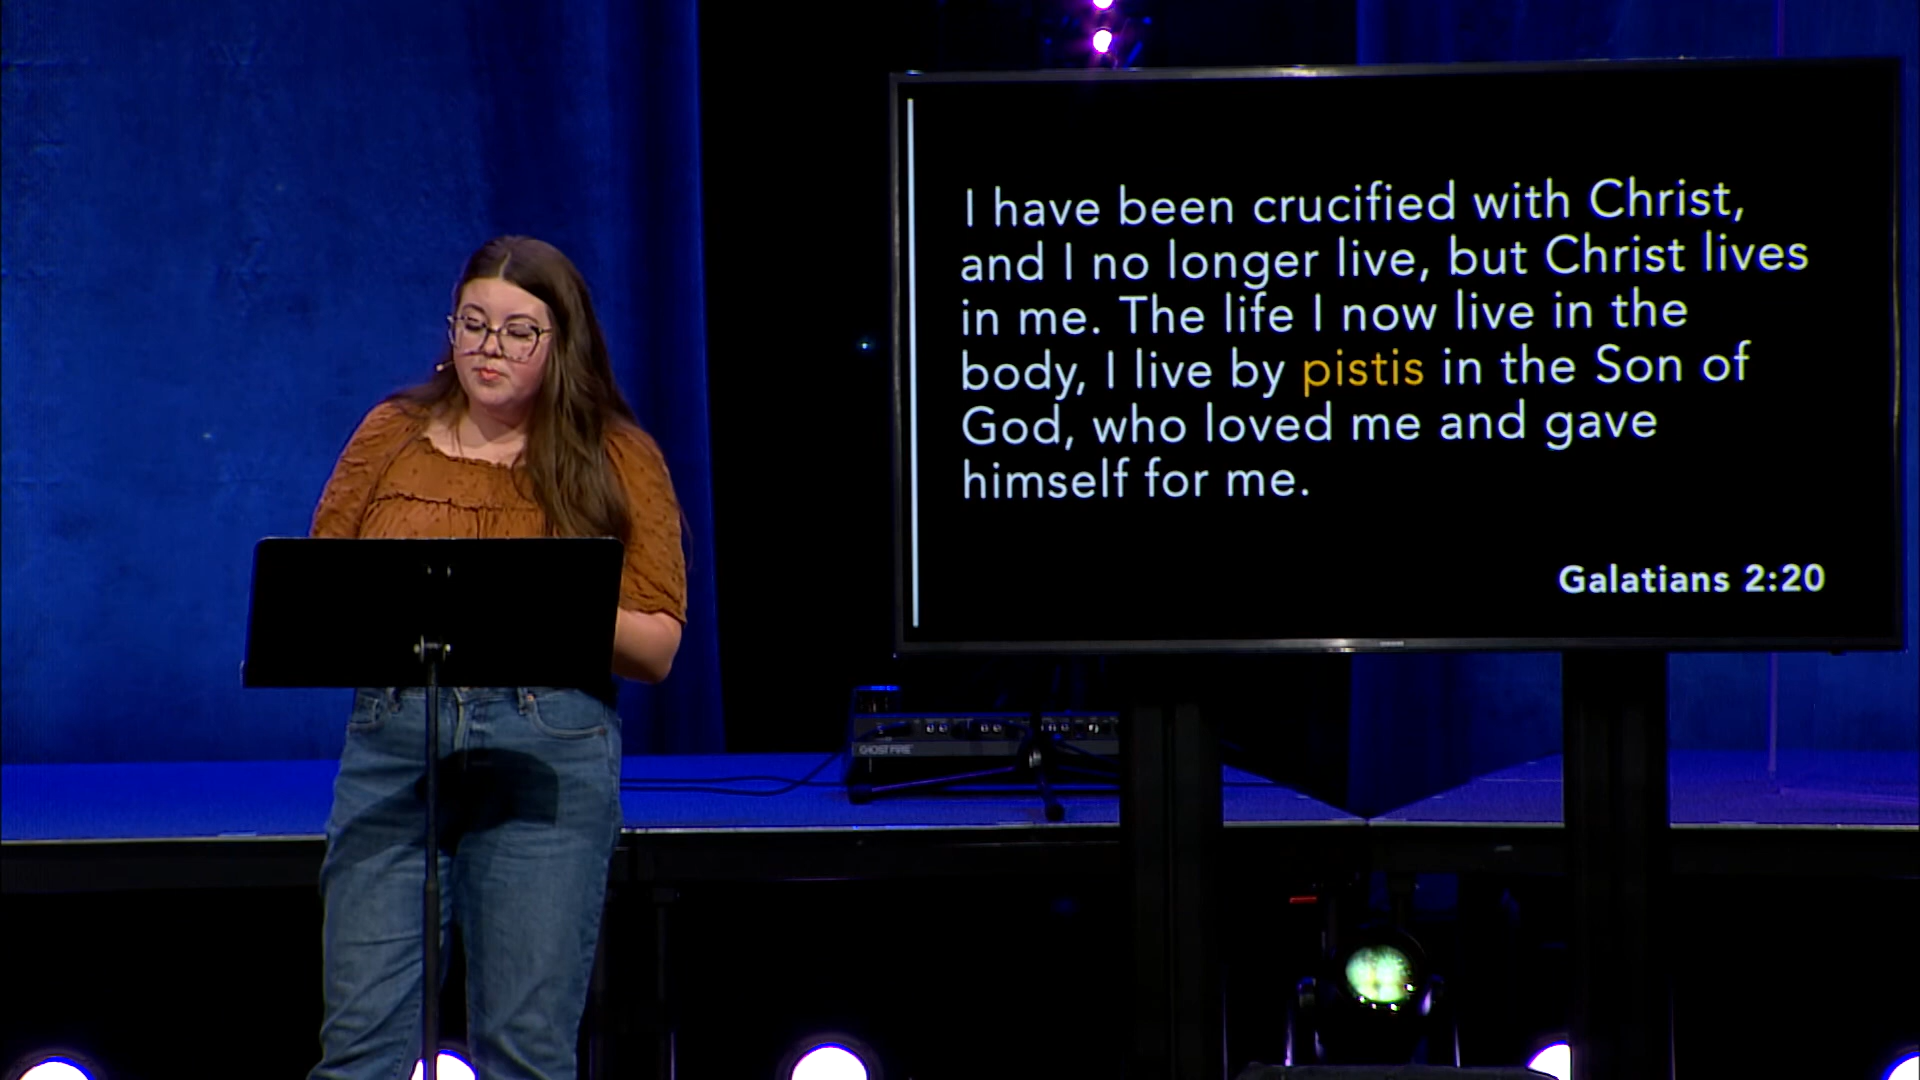 I have been crucified with Christ,
and I no longer live, but Christ lives
in me. The life I now live in the
body, I live by pistis in the Son of
God, who loved me and gave
himself for me.
Galatians 2:20
GHOST FIRE